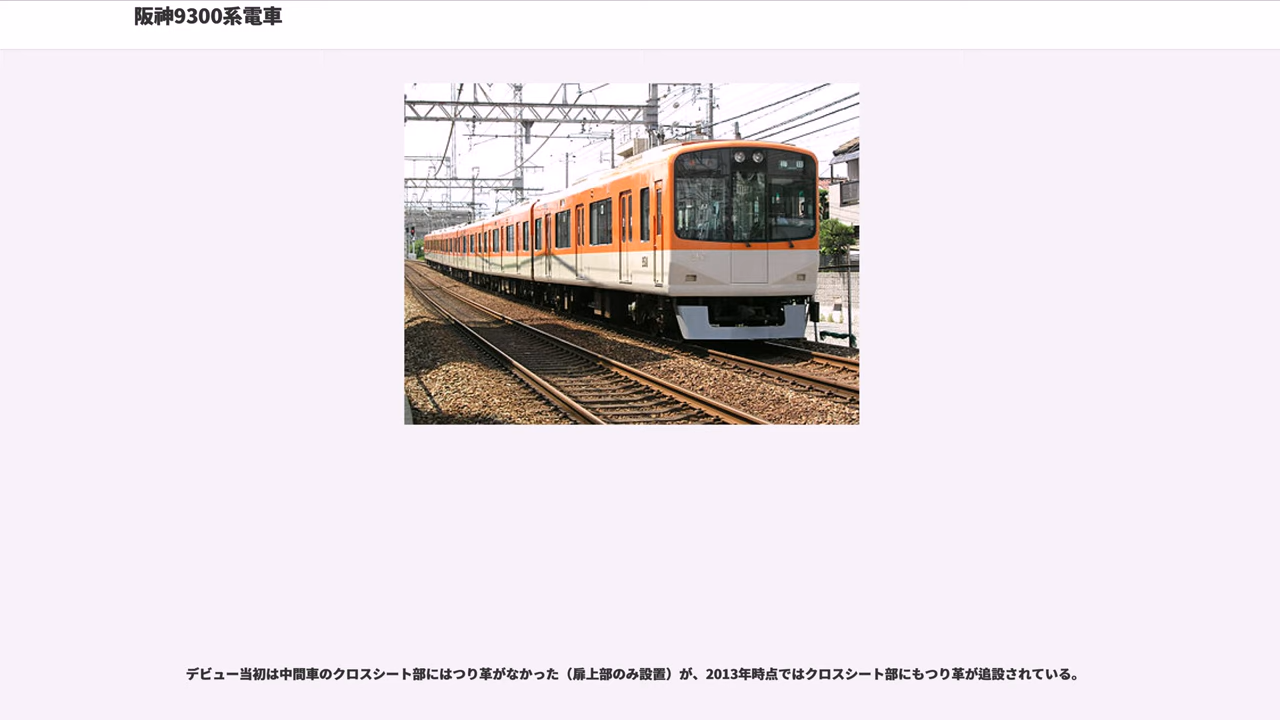 阪神9300系電車
デビュー当初は中間車のクロスシート部にはつり革がなかった（扉上部のみ設置）が、2013年時点ではクロスシート部にもつり革が追設されている。